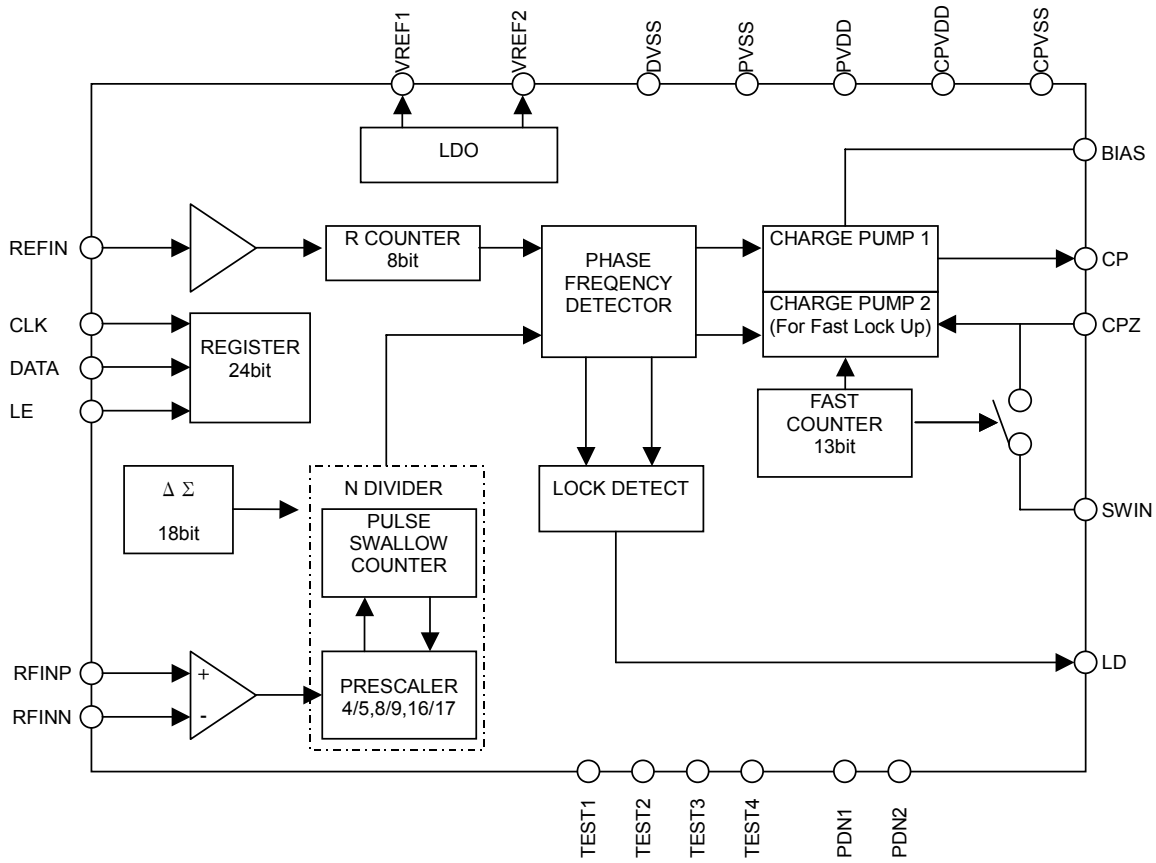 VREF1
VREF2
DVSS
PVSS
PVDD
CPVDD
CPVSS
LDO
BIAS
REFIN
R COUNTER
8bit
PHASE
FREQENCY
DETECTOR
CHARGE PUMP 1
CP
CHARGE PUMP 2
(For Fast Lock Up)
CPZ
CLK
DATA
LE
REGISTER
24bit
FAST
COUNTER
13bit
Δ Σ
18bit
N DIVIDER
PULSE
SWALLOW
COUNTER
LOCK DETECT
SWIN
RFINP
RFINN
+
-
PRESCALER
4/5,8/9,16/17
LD
TEST1
TEST2
TEST3
TEST4
PDN1
PDN2